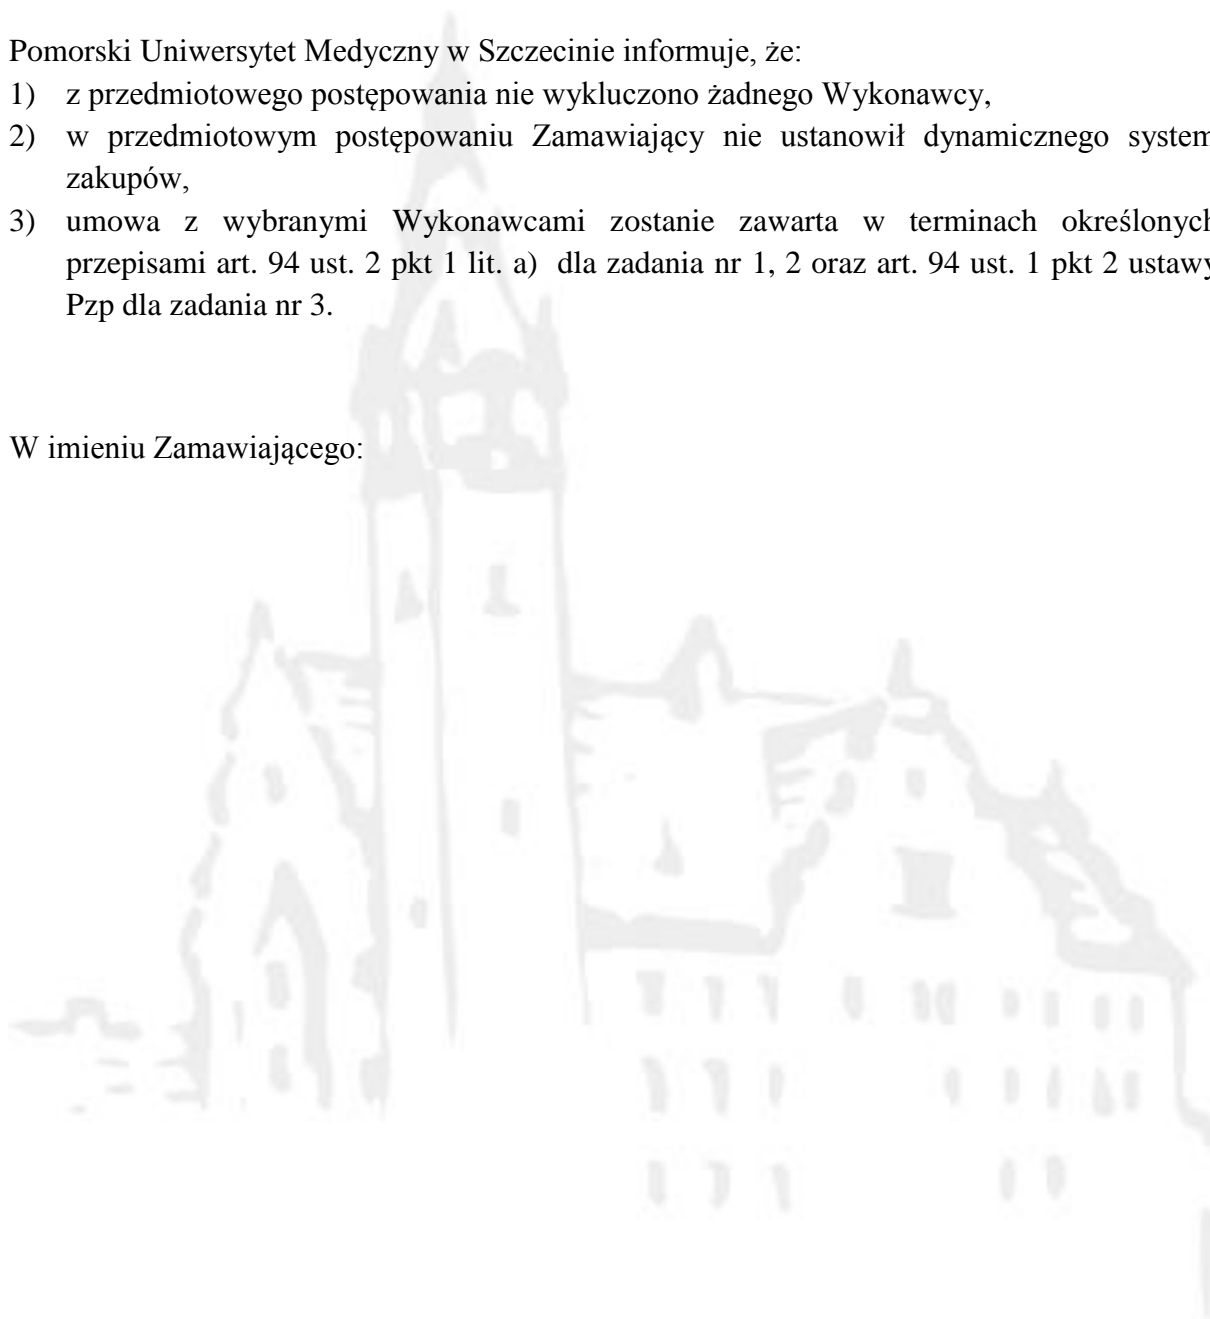 Pomorski Uniwersytet Medyczny w Szczecinie informuje, że:
1) z przedmiotowego postępowania nie wykluczono żadnego Wykonawcy,
2) w przedmiotowym postępowaniu Zamawiający nie ustanowił dynamicznego system
zakupów,
3) umowa z wybranymi Wykonawcami zostanie zawarta w terminach określonych
przepisami art. 94 ust. 2 pkt 1 lit. a) dla zadania nr 1, 2 oraz art. 94 ust. 1 pkt 2 ustawy
Pzp dla zadania nr 3.
W imieniu Zamawiającego: